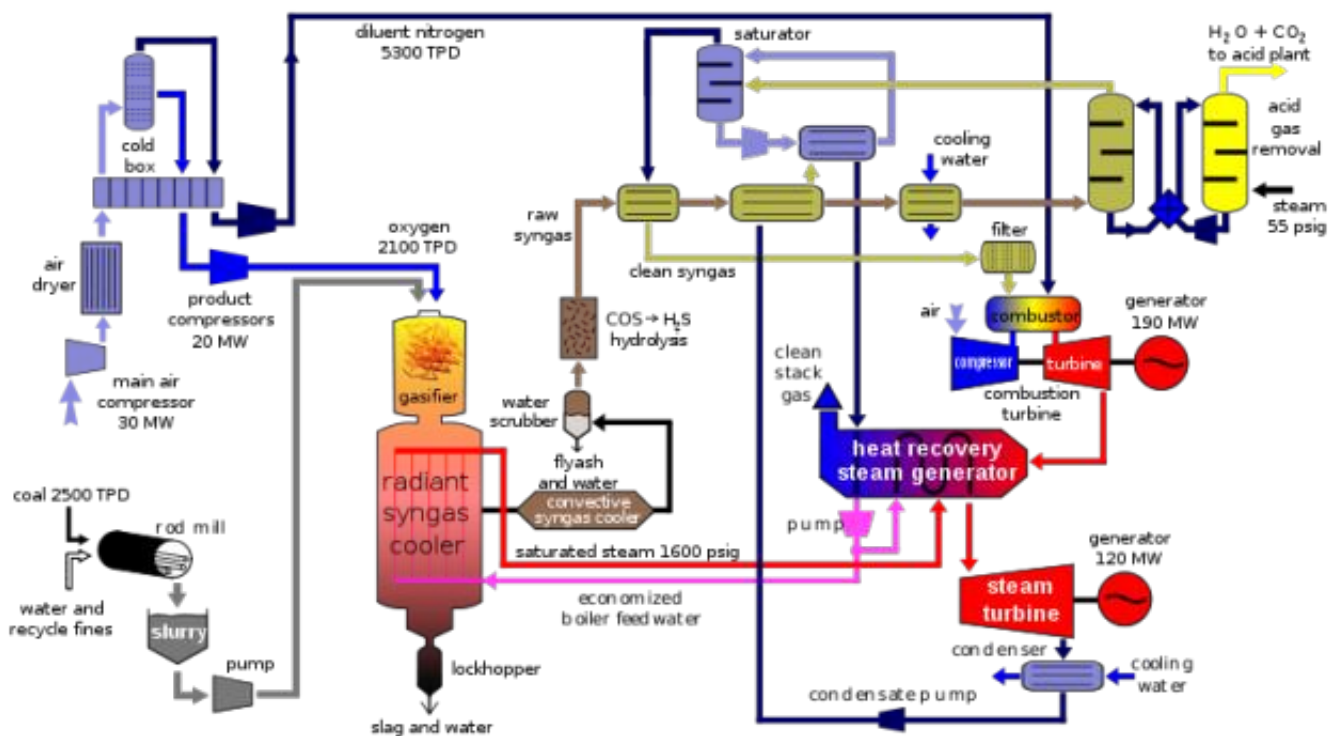 diluent nitrogen
5300 TPD
saturator
H₂O + CO₂
to acid plant
cold
box
cooling
water
acid
gas
removal
steam
55 psig
raw
syngas
oxygen
2100 TPD
filter
clean syngas
air
dryer
product
compressors
20 MW
COS→H₂S
hydrolysis
air
combustor
generator
190 MW
compressor
turbine
combustion
turbine
main air
compressor
30 MW
gasifier
water
scrubber
clean
stack
gas
heat recovery
steam generator
flyash
and water
coal 2500 TPD
radiant
syngas
cooler
convective
syngas cooler
rod mill
pump
saturated steam 1600 psig
generator
120 MW
steam
turbine
water and
recycle fines
economized
boiler feed water
slurry
condenser
cooling
water
pump
lockhopper
condensate pump
slag and water